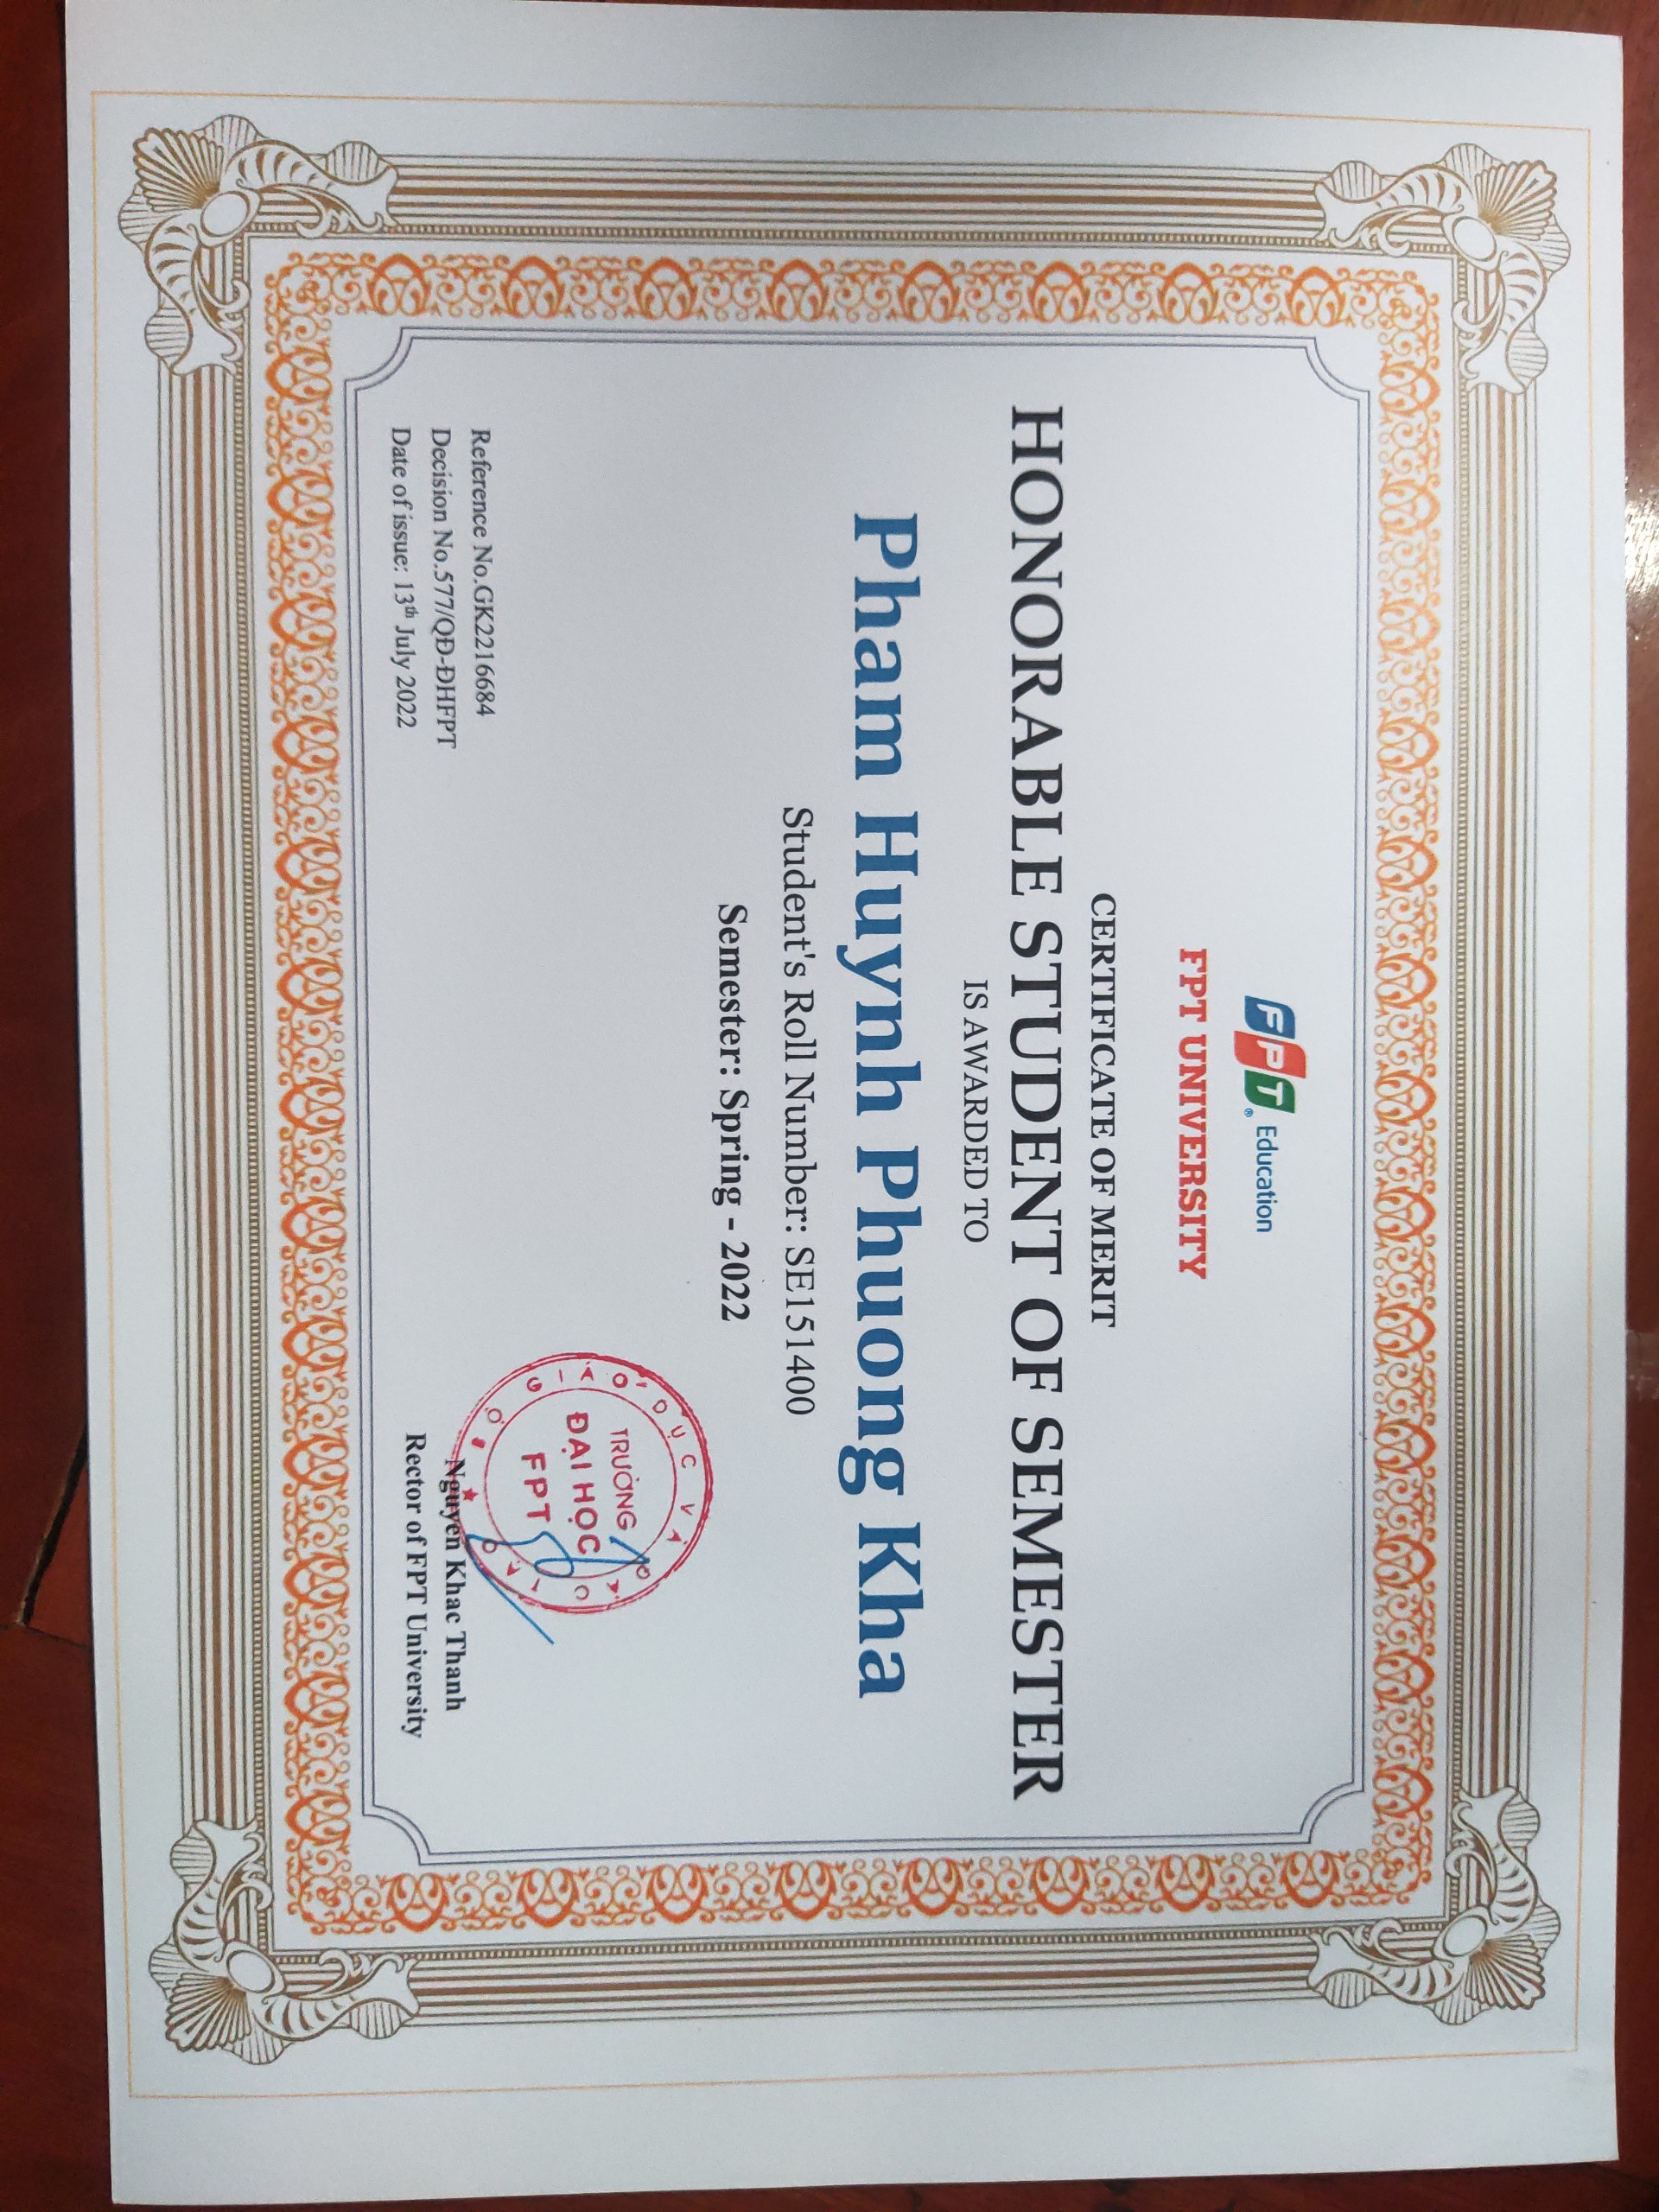 FPT Education
FPT UNIVERSITY
CERTIFICATE OF MERIT
HONORABLE STUDENT OF SEMESTER
IS AWARDED TO
Pham Huynh Phuong Kha
Student's Roll Number: SE151400
Semester: Spring - 2022
BỘ GIÁO DỤC VÀ ĐÀO TẠO
TRƯỜNG
ĐẠI HỌC
FPT
Reference No.GK2216684
Decision No.577/QĐ-ĐHFPT
Date of issue: 13th July 2022
Nguyen Khac Thanh
Rector of FPT University